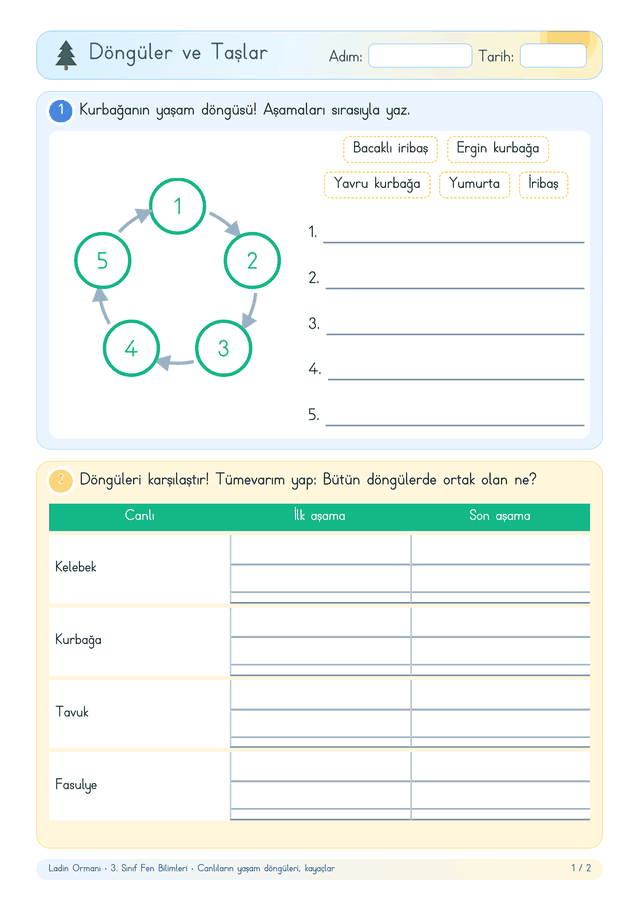 Döngüler ve Taşlar
Adım:
Tarih:
1 Kurbağanın yaşam döngüsü! Aşamaları sırasıyla yaz.
Bacaklı iribaş
Ergin kurbağa
Yavru kurbağa
Yumurta
İribaş
1
2
3
4
5
1.
2.
3.
4.
5.
2 Döngüleri karşılaştır! Tümevarım yap: Bütün döngülerde ortak olan ne?
Canlı İlk aşama Son aşama
Kelebek
Kurbağa
Tavuk
Fasulye
Ladin Ormanı · 3. Sınıf Fen Bilimleri · Canlıların yaşam döngüleri, kayaçlar
1 / 2